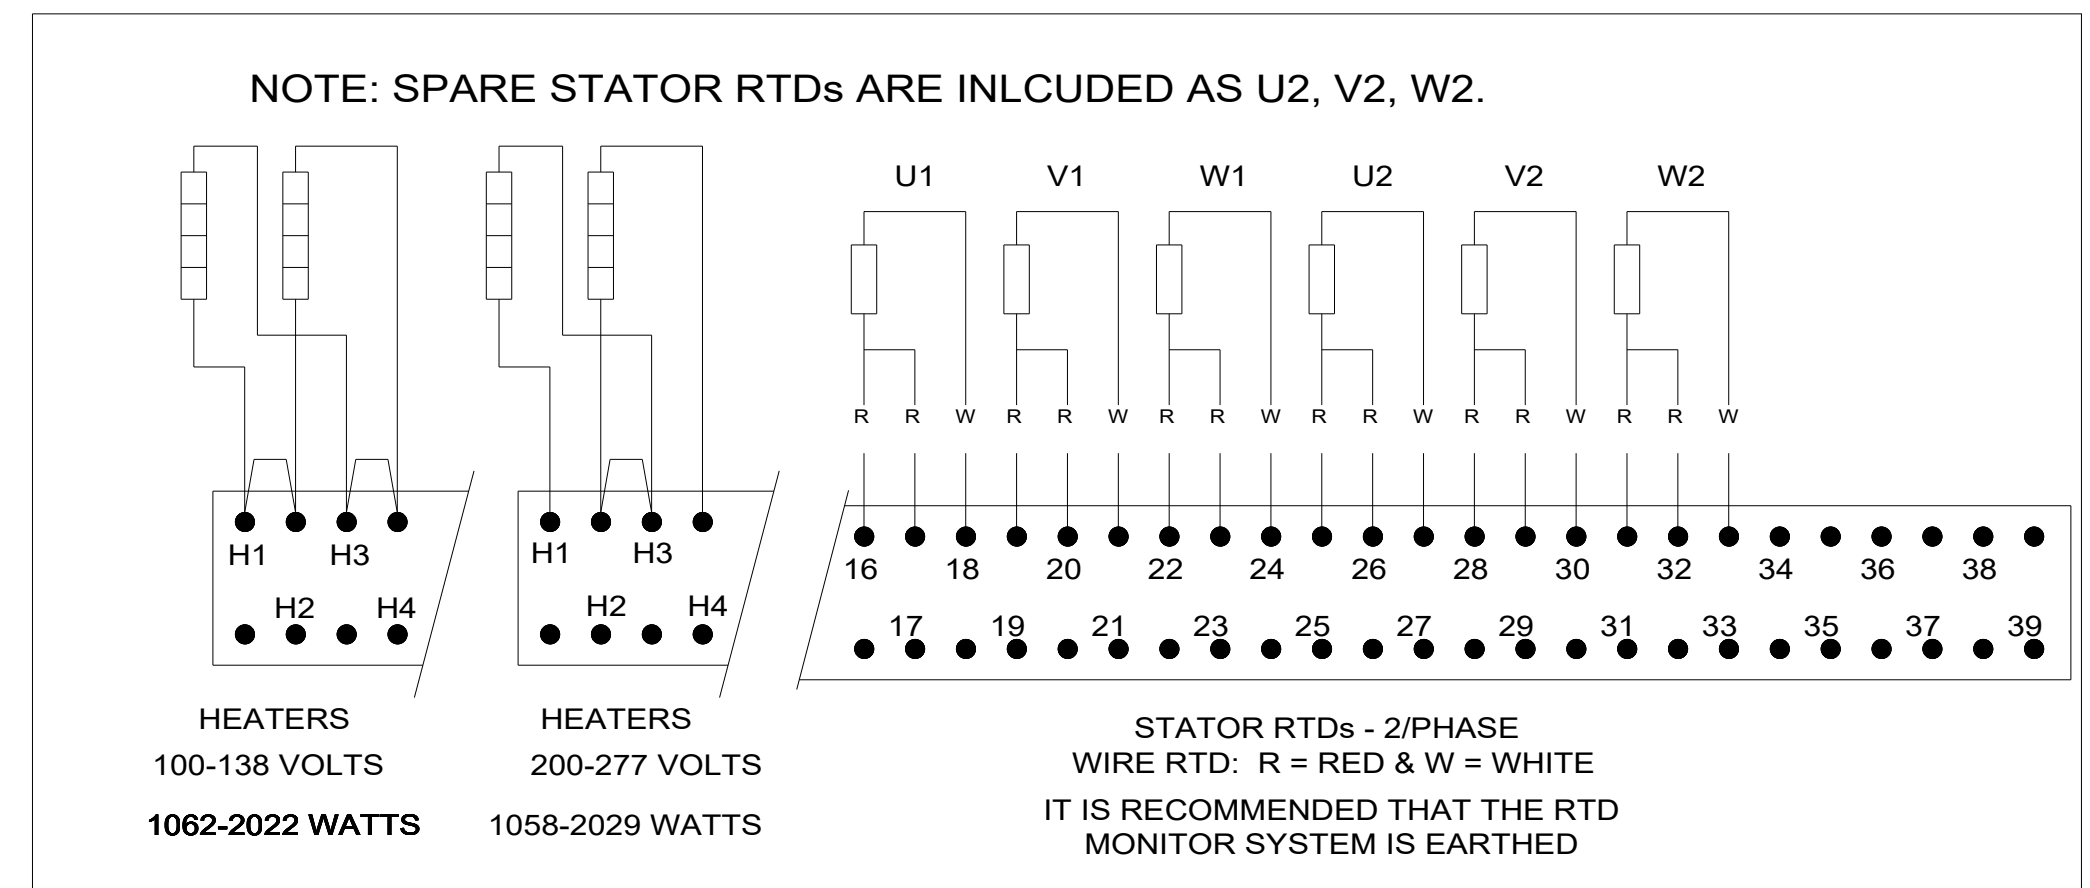 NOTE: SPARE STATOR RTDs ARE INLCUDED AS U2, V2, W2.
U1 V1 W1 U2 V2 W2
R R W R R W R R W R R W R R W R R W
H1 H3
H2 H4
H1 H3
H2 H4
16 18 20 22 24 26 28 30 32 34 36 38
17 19 21 23 25 27 29 31 33 35 37 39
HEATERS
100-138 VOLTS
1062-2022 WATTS
HEATERS
200-277 VOLTS
1058-2029 WATTS
STATOR RTDs - 2/PHASE
WIRE RTD: R = RED & W = WHITE
IT IS RECOMMENDED THAT THE RTD
MONITOR SYSTEM IS EARTHED